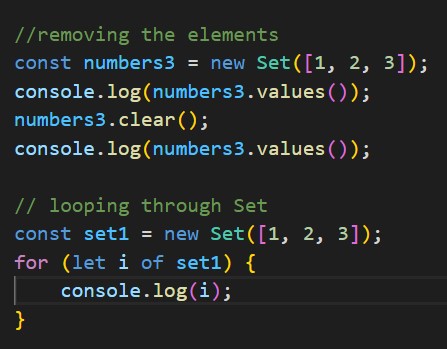 //removing the elements
const numbers3 = new Set([1, 2, 3]);
console.log(numbers3.values());
numbers3.clear();
console.log(numbers3.values());

// looping through Set
const set1 = new Set([1, 2, 3]);
for (let i of set1) {
    console.log(i);
}